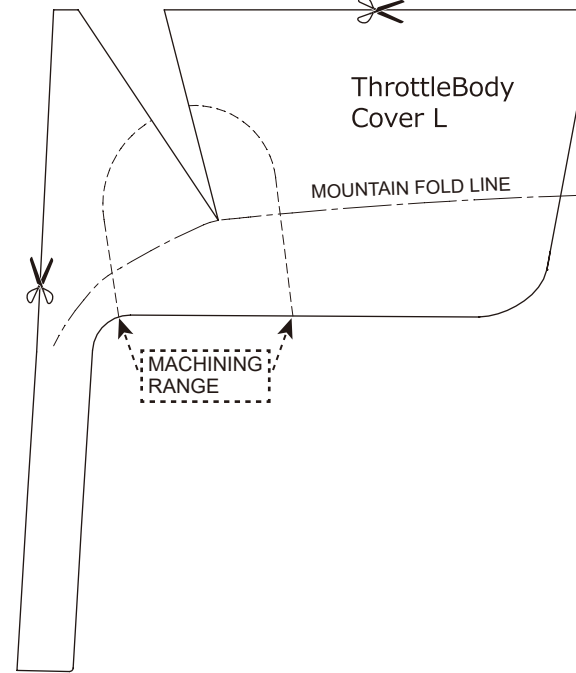 ThrottleBody
Cover L
MOUNTAIN FOLD LINE
MACHINING
RANGE